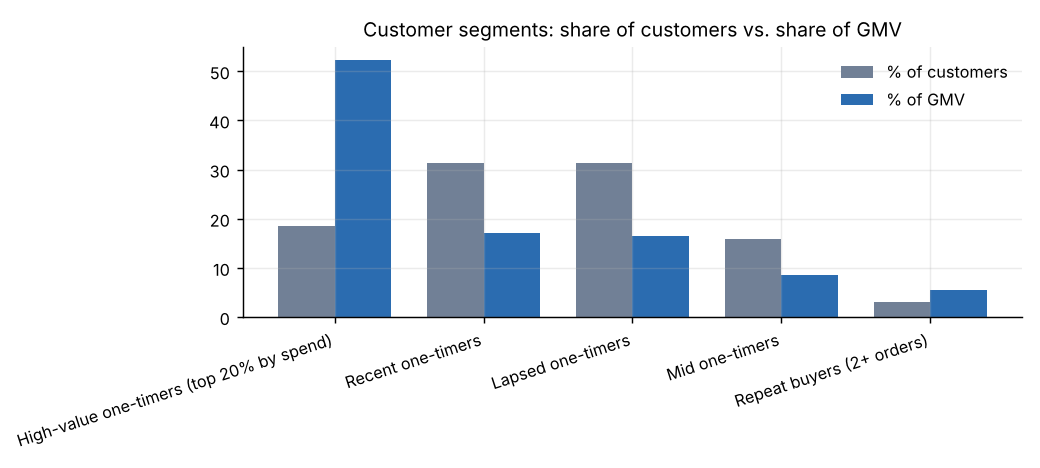 Customer segments: share of customers vs. share of GMV
% of customers
% of GMV
50
40
30
20
10
0
High-value one-timers (top 20% by spend)
Recent one-timers
Lapsed one-timers
Mid one-timers
Repeat buyers (2+ orders)